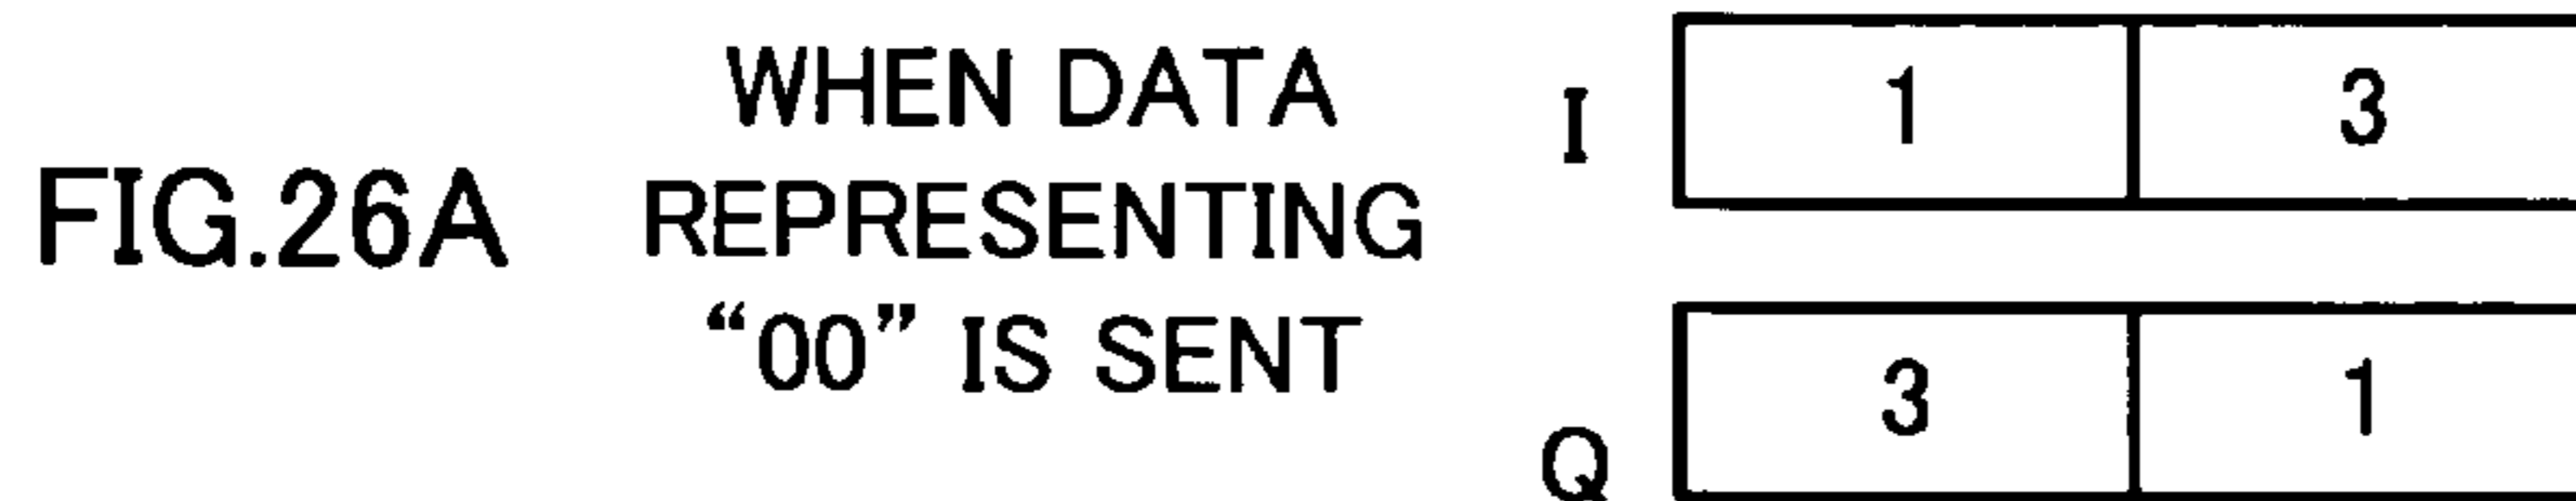 FIG.26A
WHEN DATA
REPRESENTING
“00” IS SENT
I 1 3
Q 3 1